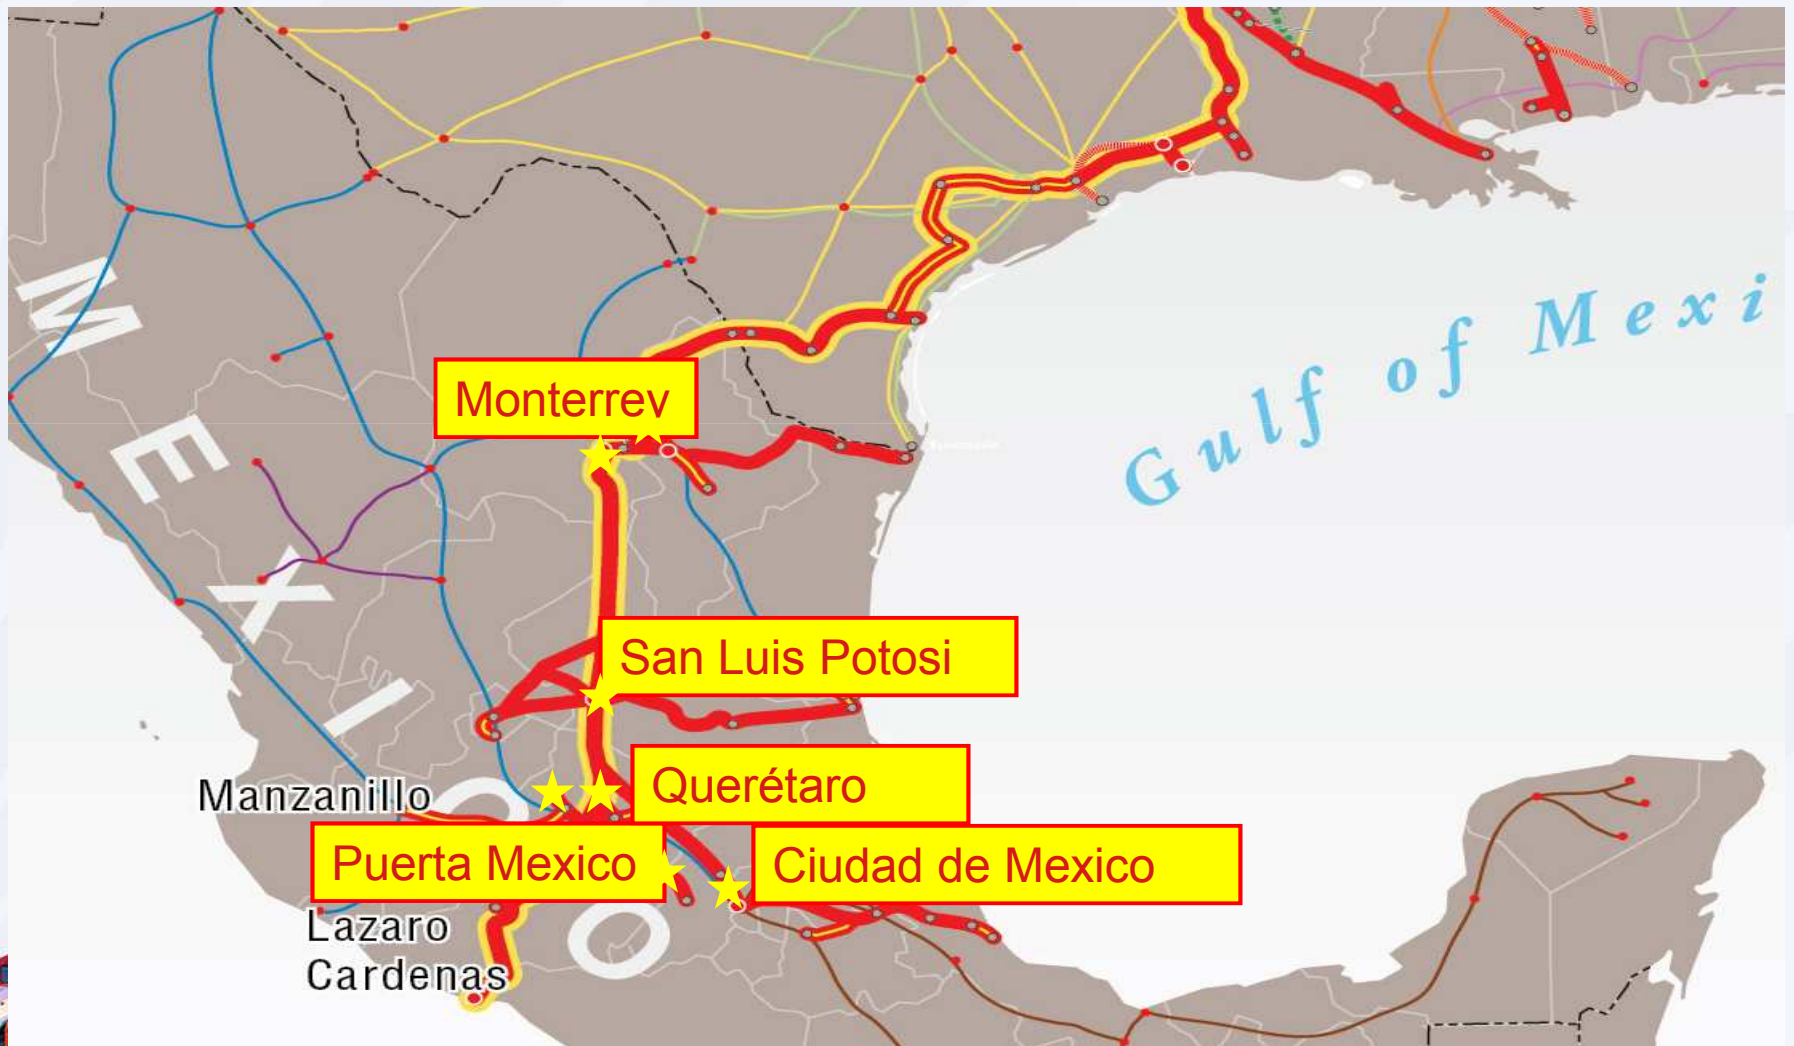 Monterrey
Gulf of Mexi
MEXICO
San Luis Potosi
Querétaro
Manzanillo
Puerta Mexico
Ciudad de Mexico
Lazaro
Cardenas